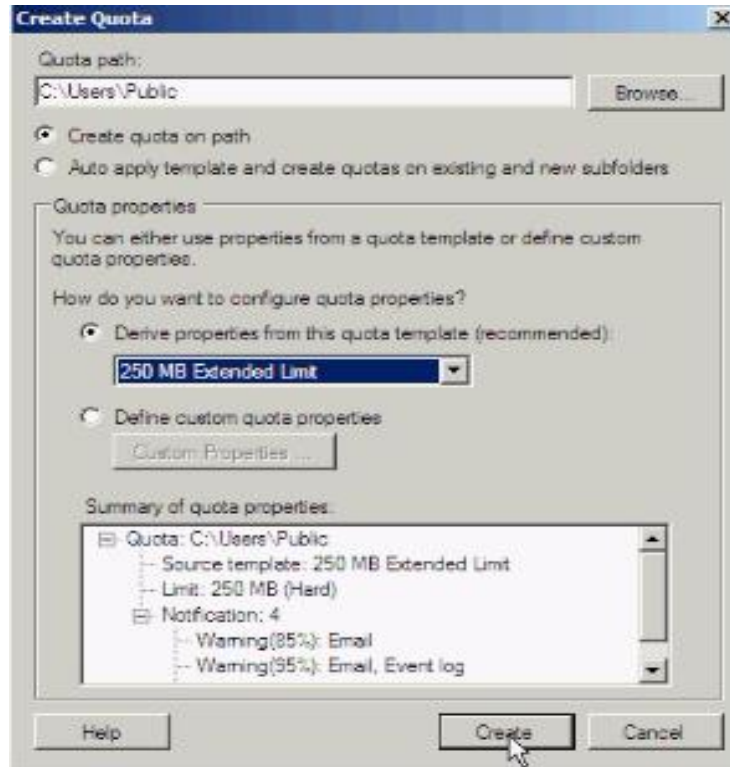 Create Quota
Quota path:
C:\Users\Public
Browse...
Create quota on path
Auto apply template and create quotas on existing and new subfolders
Quota properties
You can either use properties from a quota template or define custom
quota properties.
How do you want to configure quota properties?
Derive properties from this quota template (recommended):
250 MB Extended Limit
Define custom quota properties
Custom Properties ...
Summary of quota properties:
Quota: C:\Users\Public
Source template: 250 MB Extended Limit
Limit: 250 MB (Hard)
Notification: 4
Warning(85%): Email
Warning(95%): Email, Event log
Help
Create
Cancel